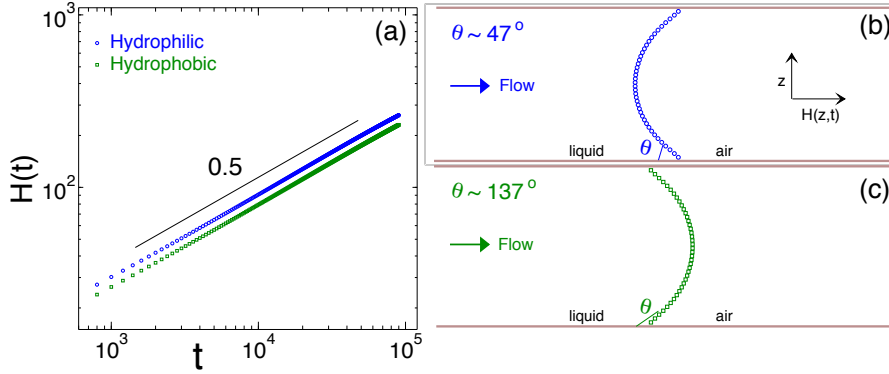 (a)
Hydrophilic
Hydrophobic
0.5
H(t)
10³
10²
10³
10⁴
10⁵
t
(b)
θ ~ 47°
Flow
z
H(z,t)
liquid
θ
air
(c)
θ ~ 137°
Flow
liquid
θ
air